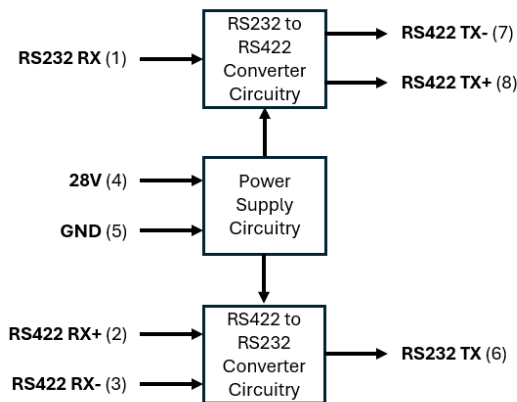 RS232 to
RS422
Converter
Circuitry
RS232 RX (1)
RS422 TX- (7)
RS422 TX+ (8)
28V (4)
GND (5)
Power
Supply
Circuitry
RS422 RX+ (2)
RS422 RX- (3)
RS422 to
RS232
Converter
Circuitry
RS232 TX (6)